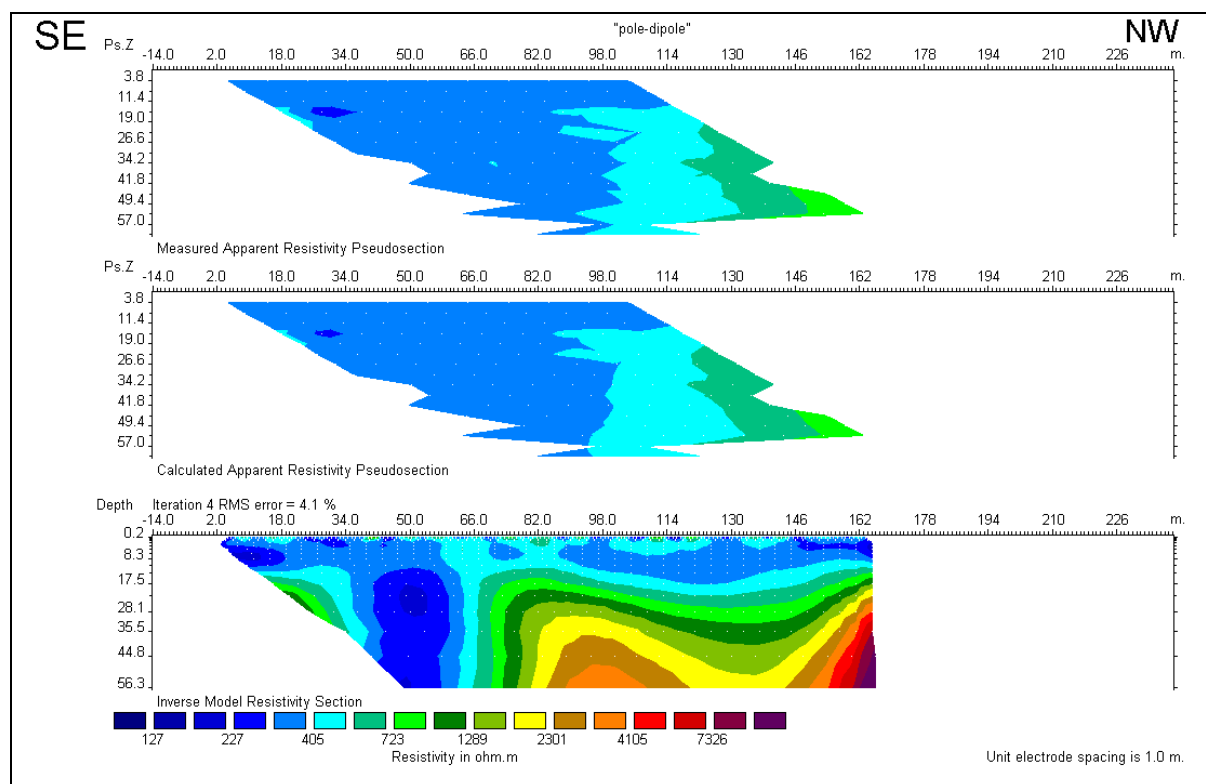 SE "pole-dipole" NW
Ps.Z -14.0 2.0 18.0 34.0 50.0 66.0 82.0 98.0 114 130 146 162 178 194 210 226 m.
3.8
11.4
19.0
26.6
34.2
41.8
49.4
57.0
Measured Apparent Resistivity Pseudosection
Ps.Z -14.0 2.0 18.0 34.0 50.0 66.0 82.0 98.0 114 130 146 162 178 194 210 226 m.
3.8
11.4
19.0
26.6
34.2
41.8
49.4
57.0
Calculated Apparent Resistivity Pseudosection
Depth Iteration 4 RMS error = 4.1 %
-14.0 2.0 18.0 34.0 50.0 66.0 82.0 98.0 114 130 146 162 178 194 210 226 m.
0.2
8.3
17.5
28.1
35.5
44.8
56.3
Inverse Model Resistivity Section
127 227 405 723 1289 2301 4105 7326
Resistivity in ohm.m Unit electrode spacing is 1.0 m.